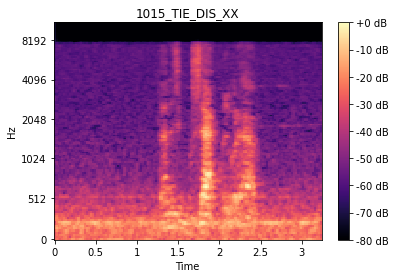 1015_TIE_DIS_XX
8192
4096
2048
1024
512
0
Hz
0 0.5 1 1.5 2 2.5 3
Time
+0 dB
-10 dB
-20 dB
-30 dB
-40 dB
-50 dB
-60 dB
-70 dB
-80 dB